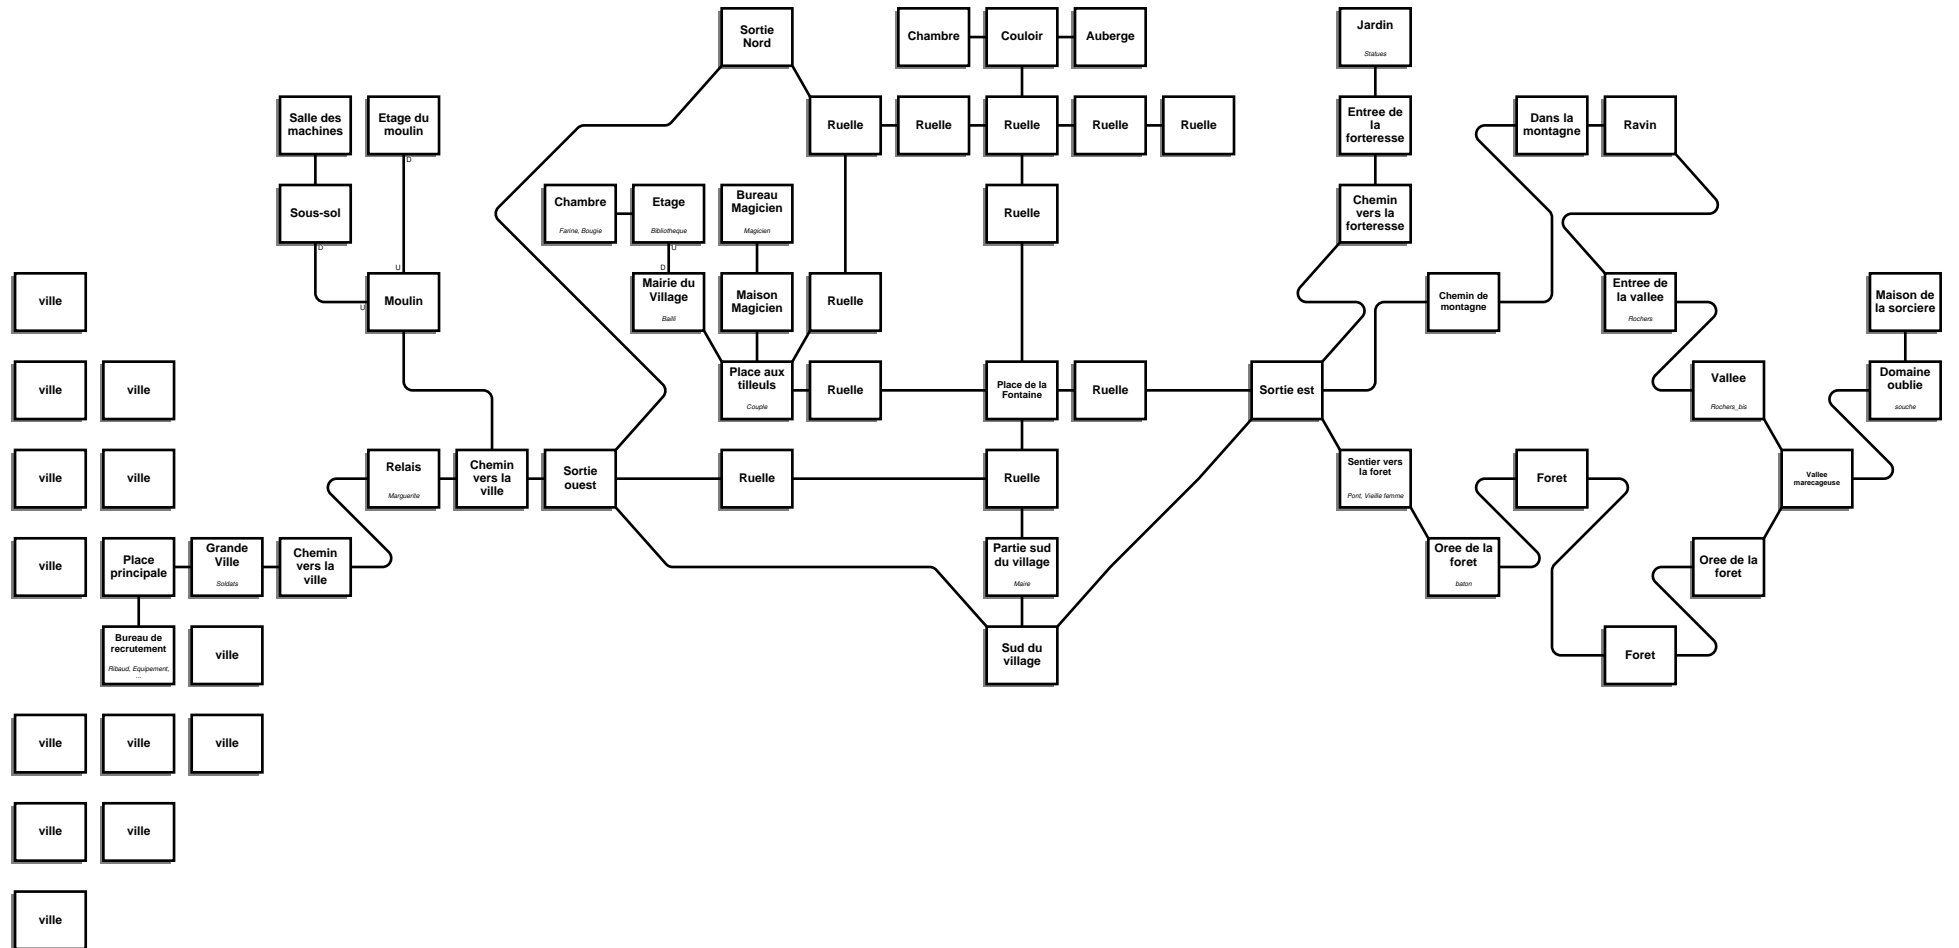 Sortie
Nord
Chambre
Couloir
Auberge
Jardin
Statues
Salle des
machines
Etage du
moulin
D
Ruelle
Ruelle
Ruelle
Ruelle
Ruelle
Entree de
la
forteresse
Dans la
montagne
Ravin
Sous-sol
D
Chambre
Farine, Bougie
Etage
Bibliotheque
U
Bureau
Magicien
Magicien
Ruelle
Chemin
vers la
forteresse
ville
U
U
Moulin
D
Mairie du
Village
Bailli
Maison
Magicien
Ruelle
Chemin de
montagne
Entree de
la vallee
Rochers
Maison de
la sorciere
ville
ville
Place aux
tilleuls
Couple
Ruelle
Place de la
Fontaine
Ruelle
Sortie est
Vallee
Rochers_bis
Domaine
oublie
souche
ville
ville
Relais
Marguerite
Chemin
vers la
ville
Sortie
ouest
Ruelle
Ruelle
Sentier vers
la foret
Pont, Vieille femme
Foret
Vallee
marecageuse
ville
Place
principale
Grande
Ville
Soldats
Chemin
vers la
ville
Partie sud
du village
Maire
Oree de la
foret
baton
Oree de la
foret
Bureau de
recrutement
Ribaud, Equipement,
...
ville
Sud du
village
Foret
ville
ville
ville
ville
ville
ville